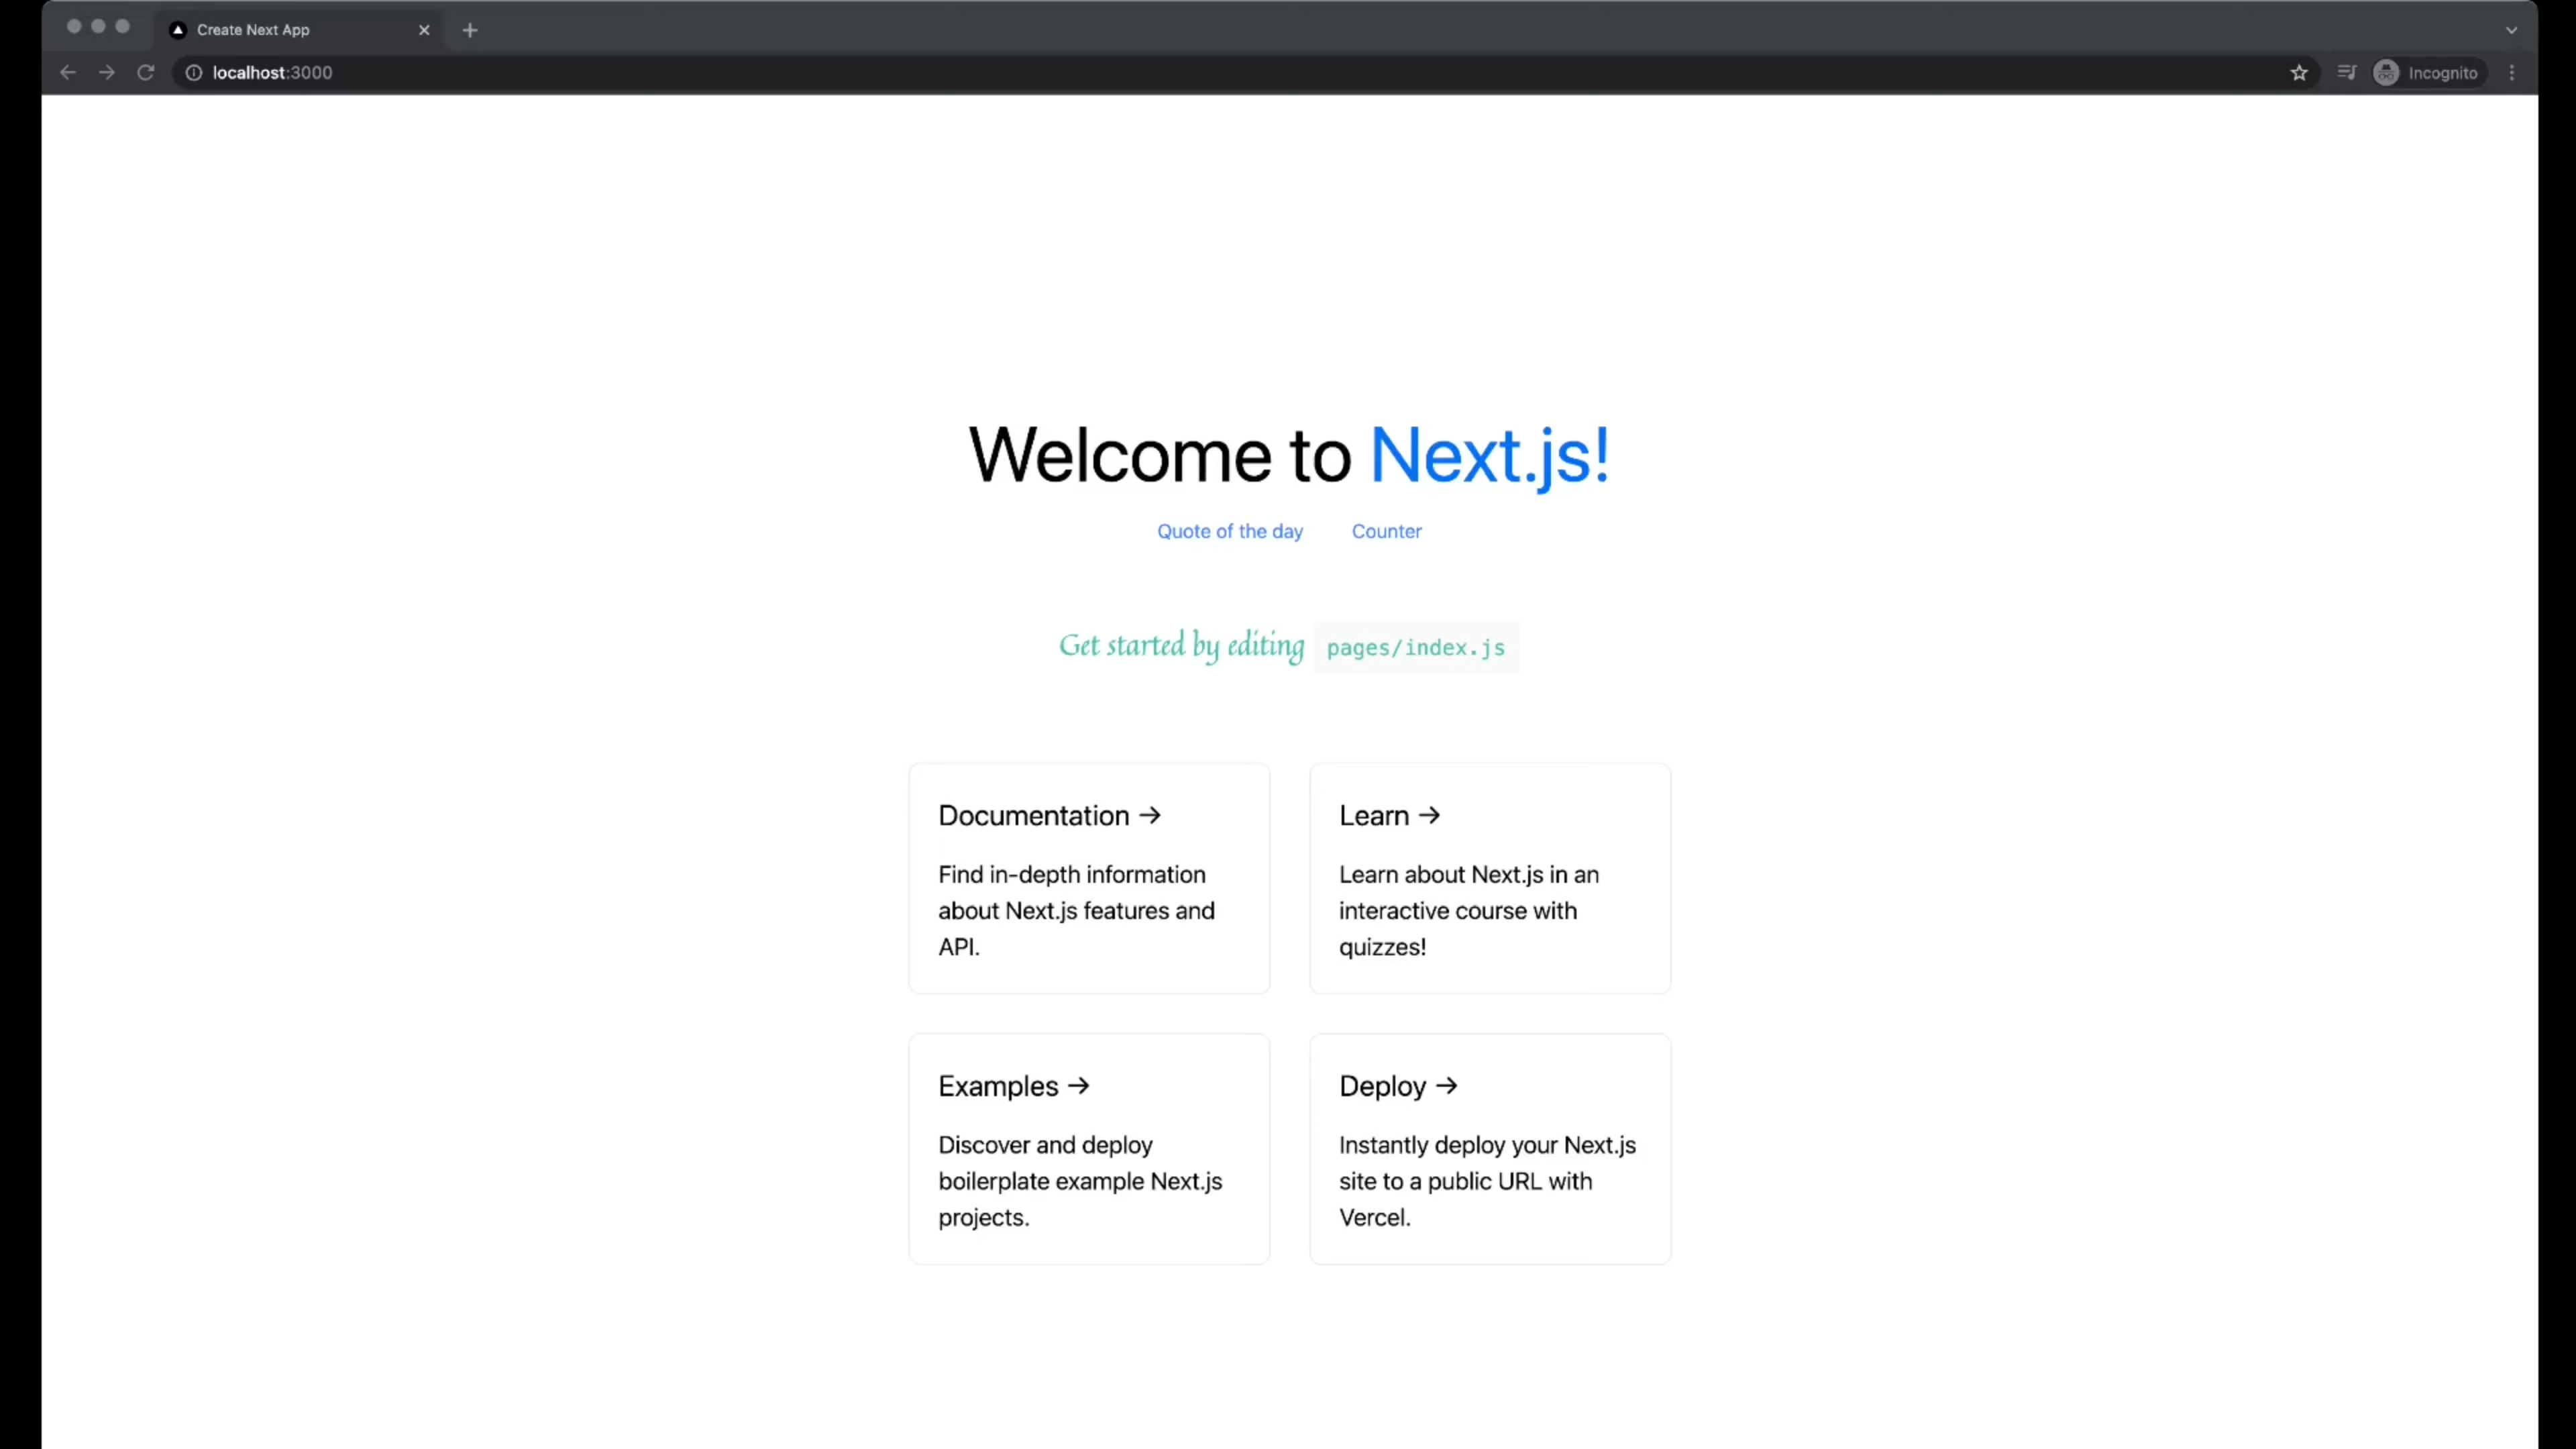 Create Next App
localhost:3000
Incognito
Welcome to Next.js!
Quote of the day
Counter
Get started by editing pages/index.js
Documentation →
Find in-depth information
about Next.js features and
API.
Learn →
Learn about Next.js in an
interactive course with
quizzes!
Examples →
Discover and deploy
boilerplate example Next.js
projects.
Deploy →
Instantly deploy your Next.js
site to a public URL with
Vercel.